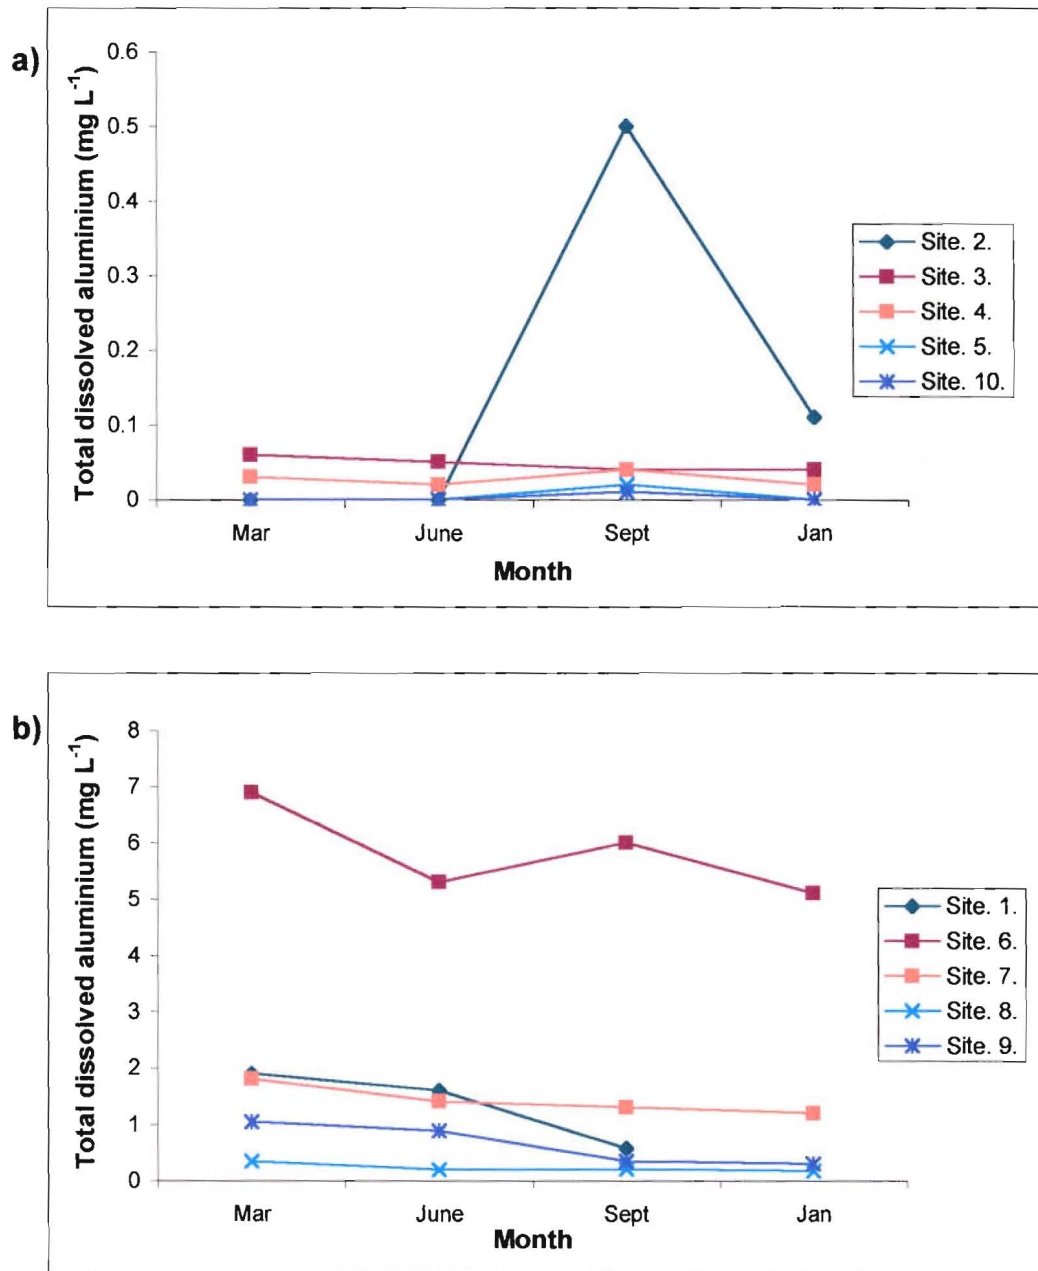 a)
Total dissolved aluminium (mg L⁻¹)
0.6
0.5
0.4
0.3
0.2
0.1
0
Mar June Sept Jan
Month
Site. 2.
Site. 3.
Site. 4.
Site. 5.
Site. 10.
b)
Total dissolved aluminium (mg L⁻¹)
8
7
6
5
4
3
2
1
0
Mar June Sept Jan
Month
Site. 1.
Site. 6.
Site. 7.
Site. 8.
Site. 9.